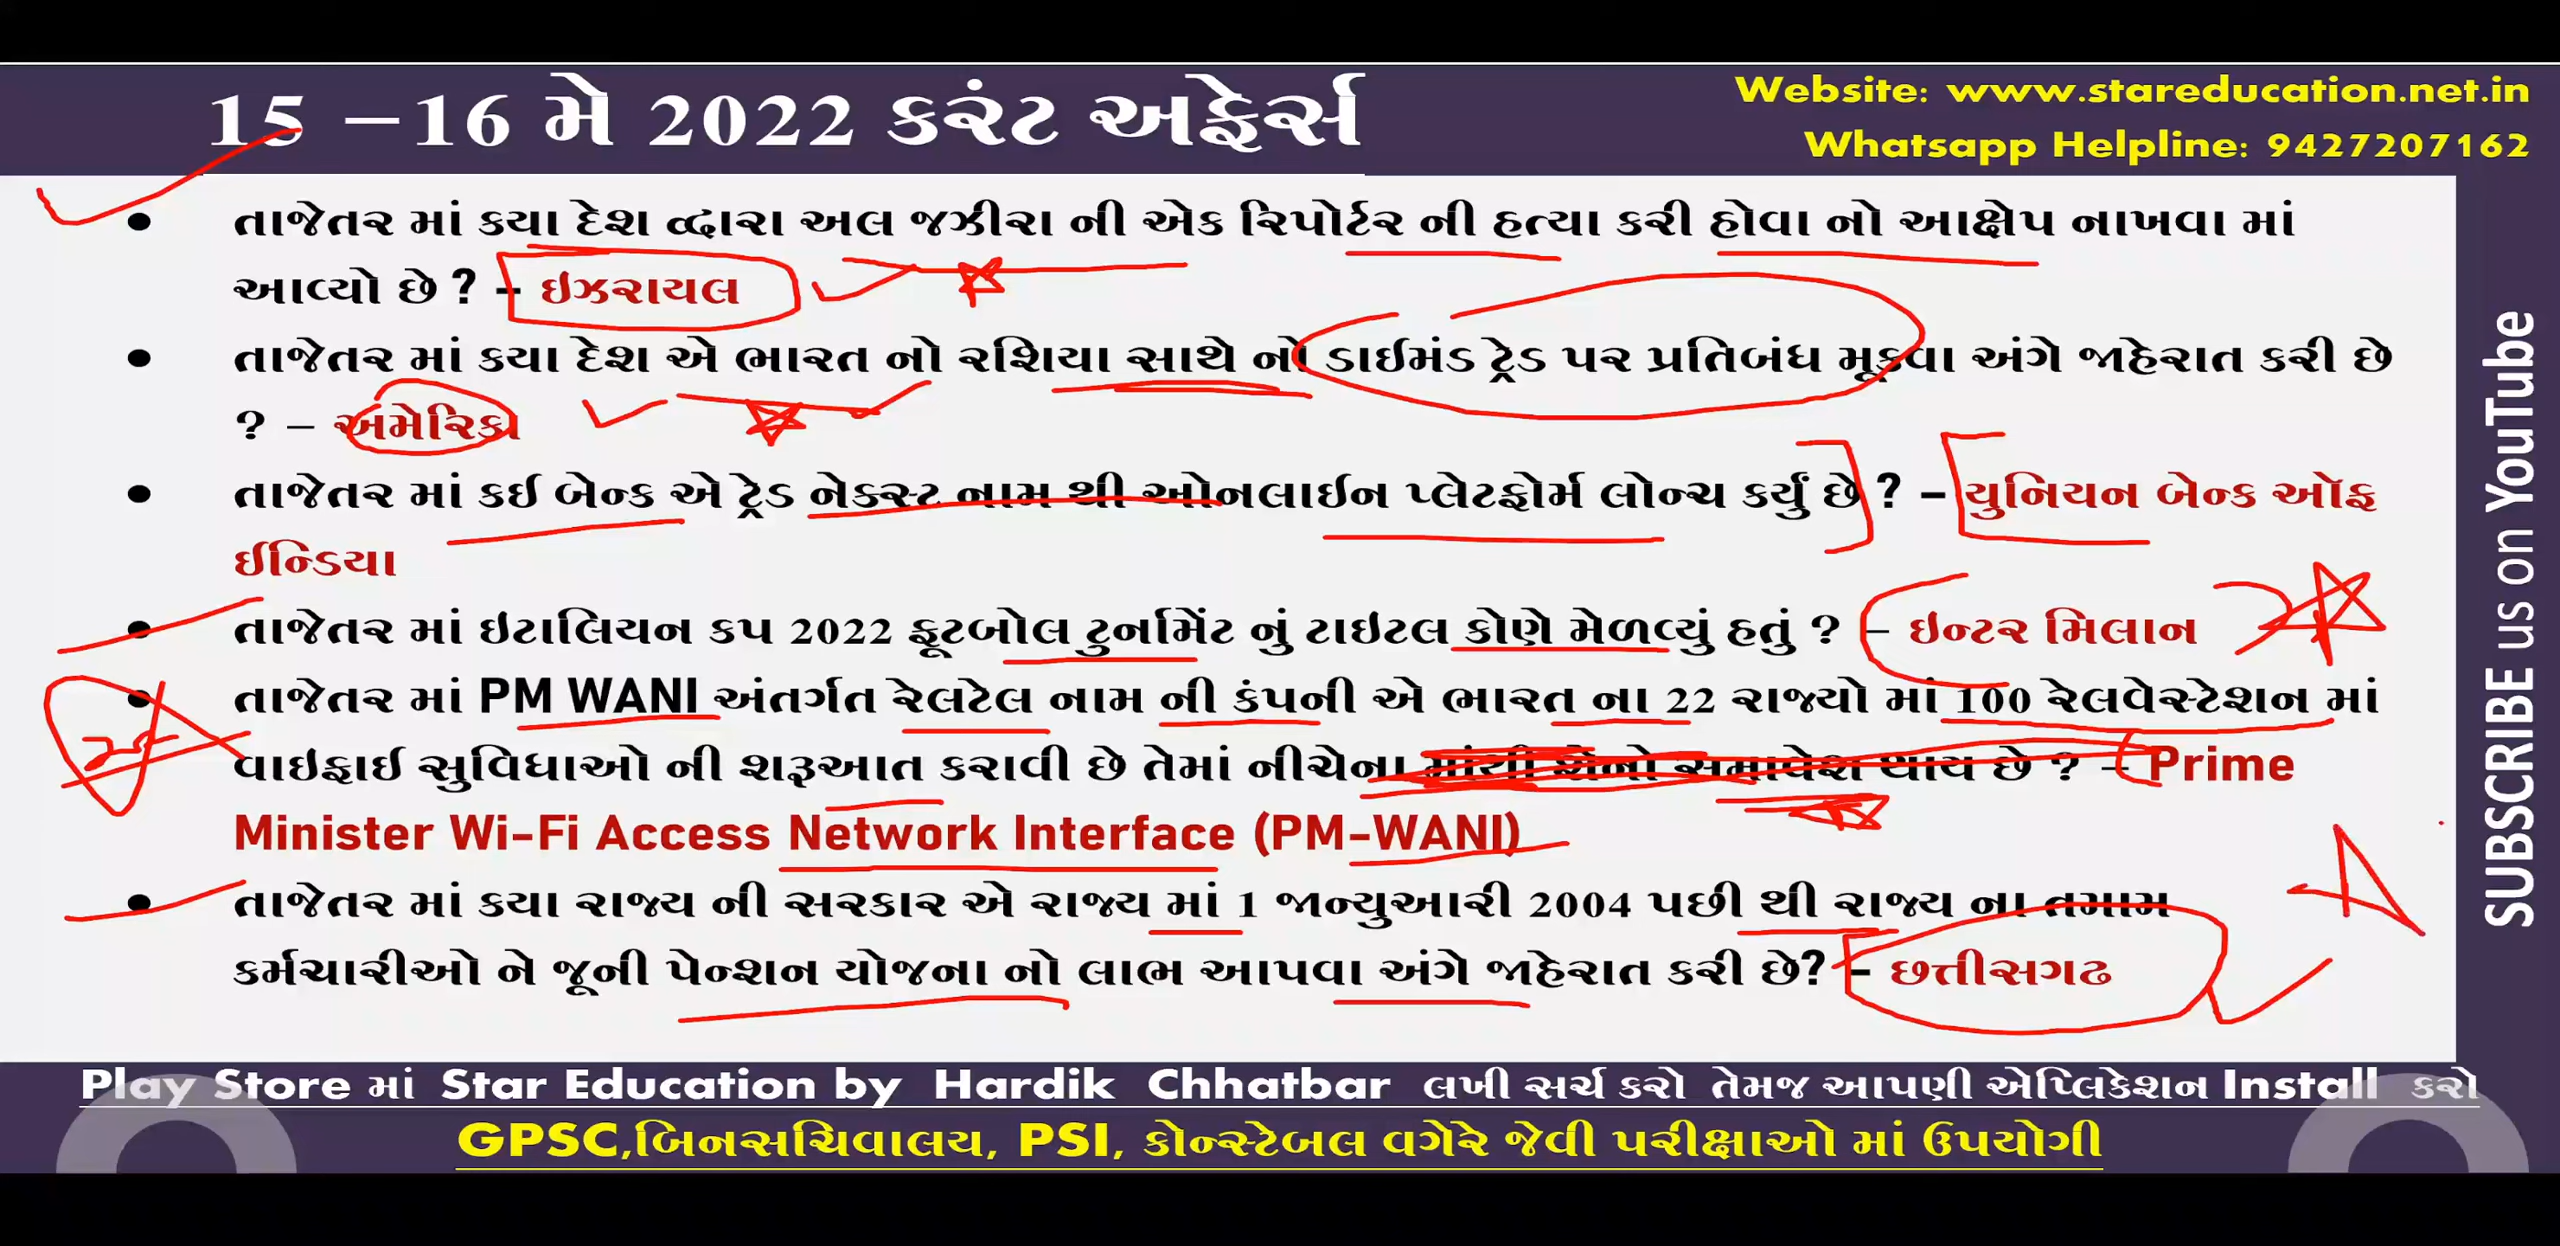 15 –16 મે 2022 કરંટ અફેર્સ
Website: www.stareducation.net.in
Whatsapp Helpline: 9427207162
• તાજેતર માં કયા દેશ વ્દારા અલ જઝીરા ની એક રિપોર્ટર ની હત્યા કરી હોવા નો આક્ષેપ નાખવા માં
આવ્યો છે ? – ઇઝરાયલ
• તાજેતર માં કયા દેશ એ ભારત નો રશિયા સાથે નો ડાઈમંડ ટ્રેડ પર પ્રતિબંધ મૂકવા અંગે જાહેરાત કરી છે
? – અમેરિકા
• તાજેતર માં કઇ બેન્ક એ ટ્રેડ નેક્સ્ટ નામ થી ઓનલાઇન પ્લેટફોર્મ લોન્ચ કર્યું છે ? – યુનિયન બેન્ક ઓફ
ઈન્ડિયા
• તાજેતર માં ઇટાલિયન કપ 2022 ફૂટબોલ ટુર્નામેંટ નું ટાઇટલ કોણે મેળવ્યું હતું ? – ઇન્ટર મિલાન
• તાજેતર માં PM WANI અંતર્ગત રેલટેલ નામ ની કંપની એ ભારત ના 22 રાજ્યો માં 100 રેલવેસ્ટેશન માં
વાઇફાઇ સુવિધાઓ ની શરૂઆત કરાવી છે તેમાં નીચેના માંથી શેનો સમાવેશ થાય છે ? – Prime
Minister Wi-Fi Access Network Interface (PM-WANI)
• તાજેતર માં કયા રાજ્ય ની સરકાર એ રાજ્ય માં 1 જાન્યુઆરી 2004 પછી થી રાજ્ય ના તમામ
કર્મચારીઓ ને જૂની પેન્શન યોજના નો લાભ આપવા અંગે જાહેરાત કરી છે? – છત્તીસગઢ
SUBSCRIBE us on YouTube
Play Store માં Star Education by Hardik Chhatbar લખી સર્ચ કરો તેમજ આપણી એપ્લિકેશન Install કરો
GPSC,બિનસચિવાલય, PSI, કોન્સ્ટેબલ વગેરે જેવી પરીક્ષાઓ માં ઉપયોગી